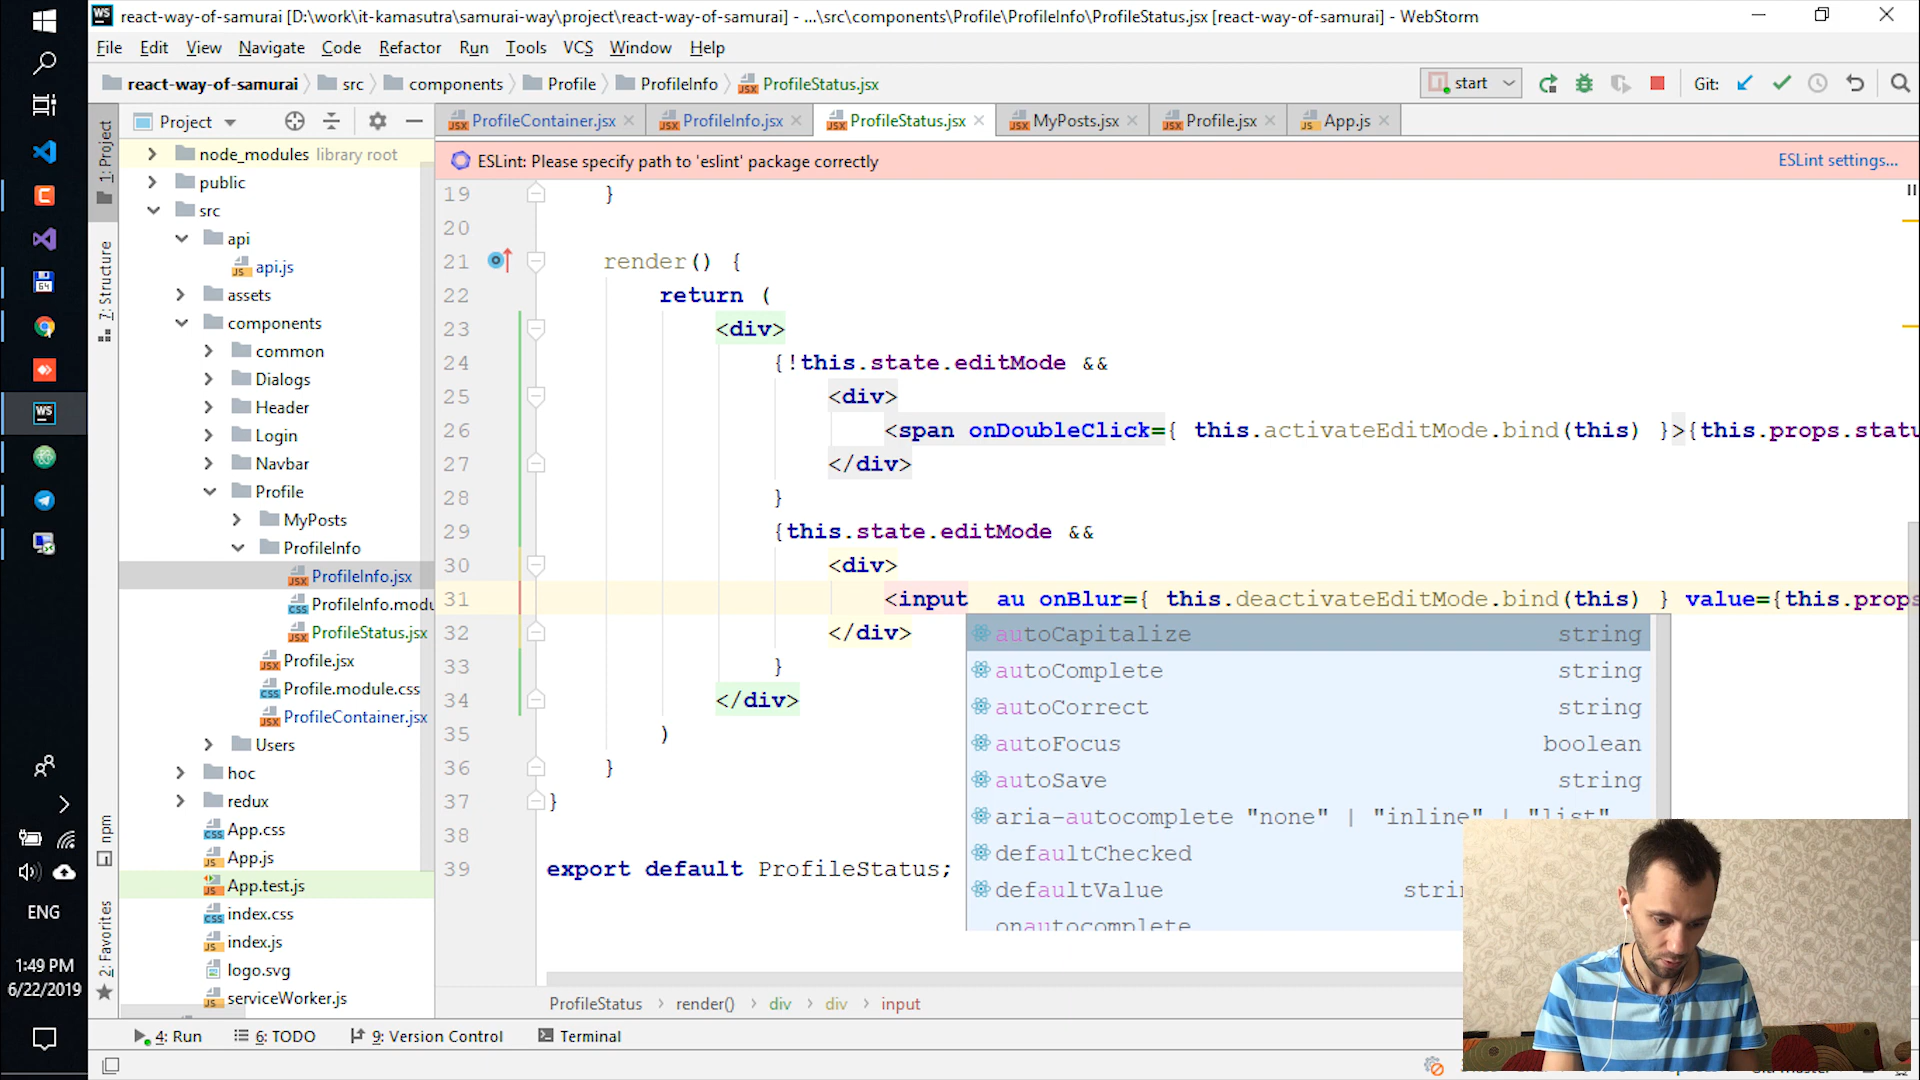 react-way-of-samurai [D:\work\it-kamasutra\samurai-way\project\react-way-of-samurai] - ...\src\components\Profile\ProfileInfo\ProfileStatus.jsx [react-way-of-samurai] - WebStorm
File Edit View Navigate Code Refactor Run Tools VCS Window Help
react-way-of-samurai src components Profile ProfileInfo ProfileStatus.jsx start Git:
Project ProfileContainer.jsx ProfileInfo.jsx ProfileStatus.jsx MyPosts.jsx Profile.jsx App.js
ESLint: Please specify path to 'eslint' package correctly ESLint settings...
1: Project
7: Structure
npm
2: Favorites
node_modules library root
public
src
api
api.js
assets
components
common
Dialogs
Header
Login
Navbar
Profile
MyPosts
ProfileInfo
ProfileInfo.jsx
ProfileInfo.modu
ProfileStatus.jsx
Profile.jsx
Profile.module.css
ProfileContainer.jsx
Users
hoc
redux
App.css
App.js
App.test.js
index.css
index.js
logo.svg
serviceWorker.js
19 }
20
21 render() {
22 return (
23 <div>
24 {!this.state.editMode &&
25 <div>
26 <span onDoubleClick={ this.activateEditMode.bind(this) }>{this.props.statu
27 </div>
28 }
29 {this.state.editMode &&
30 <div>
31 <input au onBlur={ this.deactivateEditMode.bind(this) } value={this.props
32 </div>
33 }
34 </div>
35 )
36 }
37 }
38
39 export default ProfileStatus;
autoCapitalize string
autoComplete string
autoCorrect string
autoFocus boolean
autoSave string
aria-autocomplete "none" | "inline" | "list"
defaultChecked
defaultValue strin
onautocomplete
ProfileStatus render() div div input
4: Run 6: TODO 9: Version Control Terminal
ENG
1:49 PM
6/22/2019